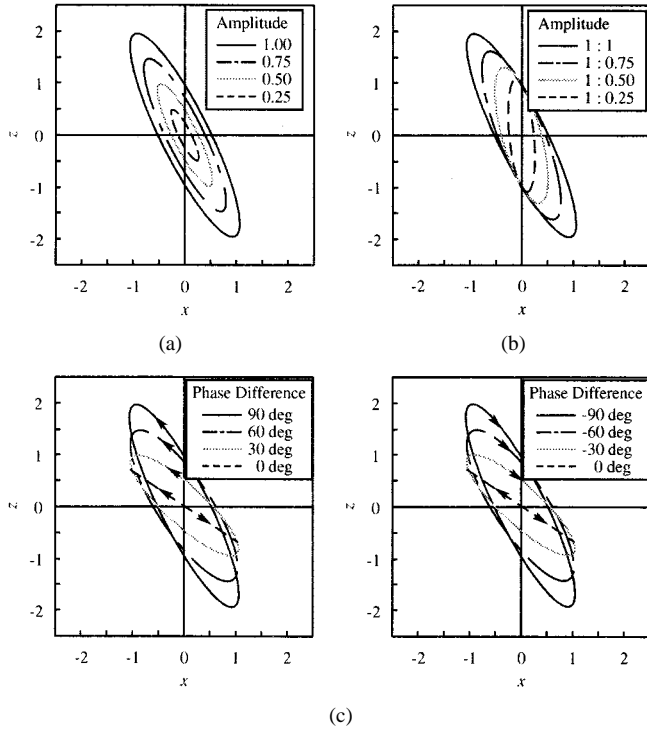 Amplitude
1.00
0.75
0.50
0.25
2
1
0
-1
-2
z
-2 -1 0 1 2
x
(a)
Amplitude
1 : 1
1 : 0.75
1 : 0.50
1 : 0.25
2
1
0
-1
-2
z
-2 -1 0 1 2
x
(b)
Phase Difference
90 deg
60 deg
30 deg
0 deg
2
1
0
-1
-2
z
-2 -1 0 1 2
x
Phase Difference
-90 deg
-60 deg
-30 deg
0 deg
2
1
0
-1
-2
z
-2 -1 0 1 2
x
(c)